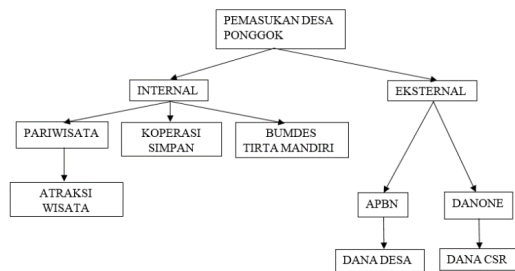 PEMASUKAN DESA
PONGGOK
INTERNAL
EKSTERNAL
PARIWISATA
KOPERASI
SIMPAN
BUMDES
TIRTA MANDIRI
ATRAKSI
WISATA
APBN
DANONE
DANA DESA
DANA CSR